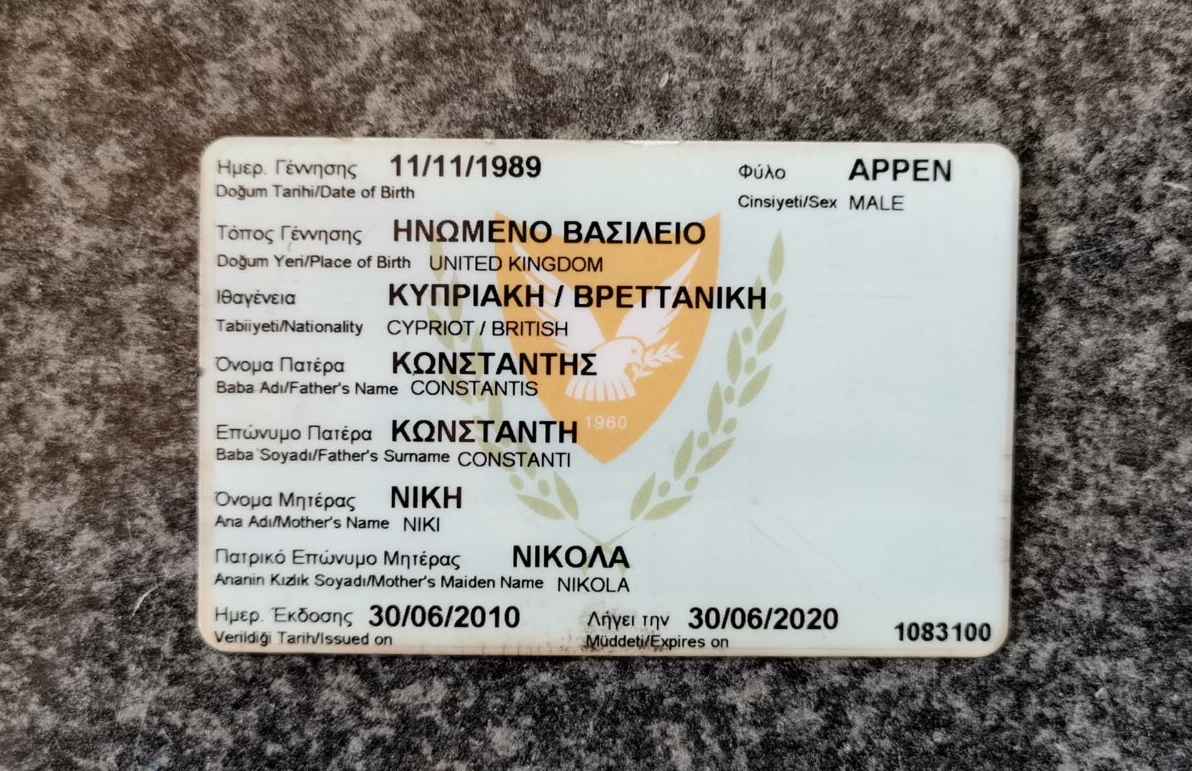 Ημερ. Γέννησης 11/11/1989 Φύλο ΑΡΡΕΝ
Doğum Tarihi/Date of Birth Cinsiyeti/Sex MALE
Τόπος Γέννησης ΗΝΩΜΕΝΟ ΒΑΣΙΛΕΙΟ
Doğum Yeri/Place of Birth UNITED KINGDOM
Ιθαγένεια ΚΥΠΡΙΑΚΗ / ΒΡΕΤΤΑΝΙΚΗ
Tabiiyeti/Nationality CYPRIOT / BRITISH
Όνομα Πατέρα ΚΩΝΣΤΑΝΤΗΣ
Baba Adı/Father's Name CONSTANTIS
1960
Επώνυμο Πατέρα ΚΩΝΣΤΑΝΤΗ
Baba Soyadı/Father's Surname CONSTANTI
Όνομα Μητέρας ΝΙΚΗ
Ana Adı/Mother's Name NIKI
Πατρικό Επώνυμο Μητέρας ΝΙΚΟΛΑ
Ananin Kızlık Soyadı/Mother's Maiden Name NIKOLA
Ημερ. Έκδοσης 30/06/2010 Λήγει την 30/06/2020
Verildiği Tarih/Issued on Müddeti/Expires on 1083100